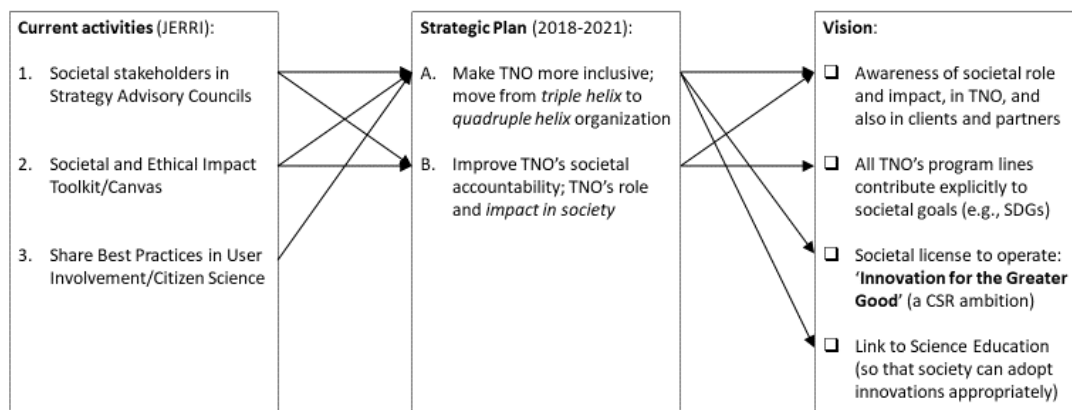 Current activities (JERRI):
1. Societal stakeholders in
Strategy Advisory Councils
2. Societal and Ethical Impact
Toolkit/Canvas
3. Share Best Practices in User
Involvement/Citizen Science
Strategic Plan (2018-2021):
A. Make TNO more inclusive;
move from triple helix to
quadruple helix organization
B. Improve TNO’s societal
accountability; TNO’s role
and impact in society
Vision:
Awareness of societal role
and impact, in TNO, and
also in clients and partners
All TNO’s program lines
contribute explicitly to
societal goals (e.g., SDGs)
Societal license to operate:
‘Innovation for the Greater
Good’ (a CSR ambition)
Link to Science Education
(so that society can adopt
innovations appropriately)